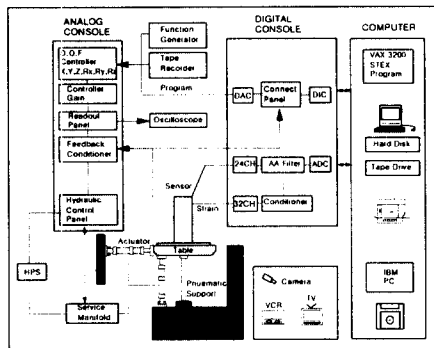 ANALOG
CONSOLE
D.O.F
Controller
X,Y,Z,Rx,Ry,Rz
Controller
Gain
Readout
Panel
Feedback
Conditioner
Hydraulic
Control
Panel
HPS
Service
Manifold
Function
Generator
Tape
Recorder
Program
Oscilloscope
Sensor
Strain
Actuator
Table
Pnuematic
Support
DIGITAL
CONSOLE
DAC
Connect
Panel
DIC
24CH
AA Filter
ADC
32CH
Conditioner
Camera
VCR
TV
COMPUTER
VAX 3200
STEX
Program
Hard Disk
Tape Drive
IBM
PC